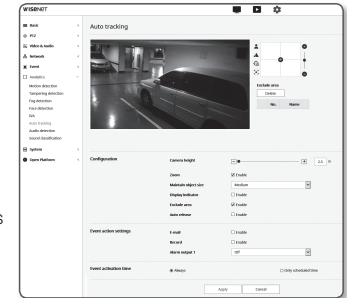 WISENET
Basic
PTZ
Video & Audio
Network
Event
Analytics
Motion detection
Tampering detection
Fog detection
Face detection
IVA
Auto tracking
Audio detection
Sound classification
System
Open Platform
Auto tracking
Exclude area
Delete
No. Name
Configuration
Camera height 2.5 m
Zoom Enable
Maintain object size Medium
Display indicator Enable
Exclude area Enable
Auto release Enable
Event action settings
E-mail Enable
Record Enable
Alarm output 1 Off
Event activation time
Always Only scheduled time
Apply Cancel
s